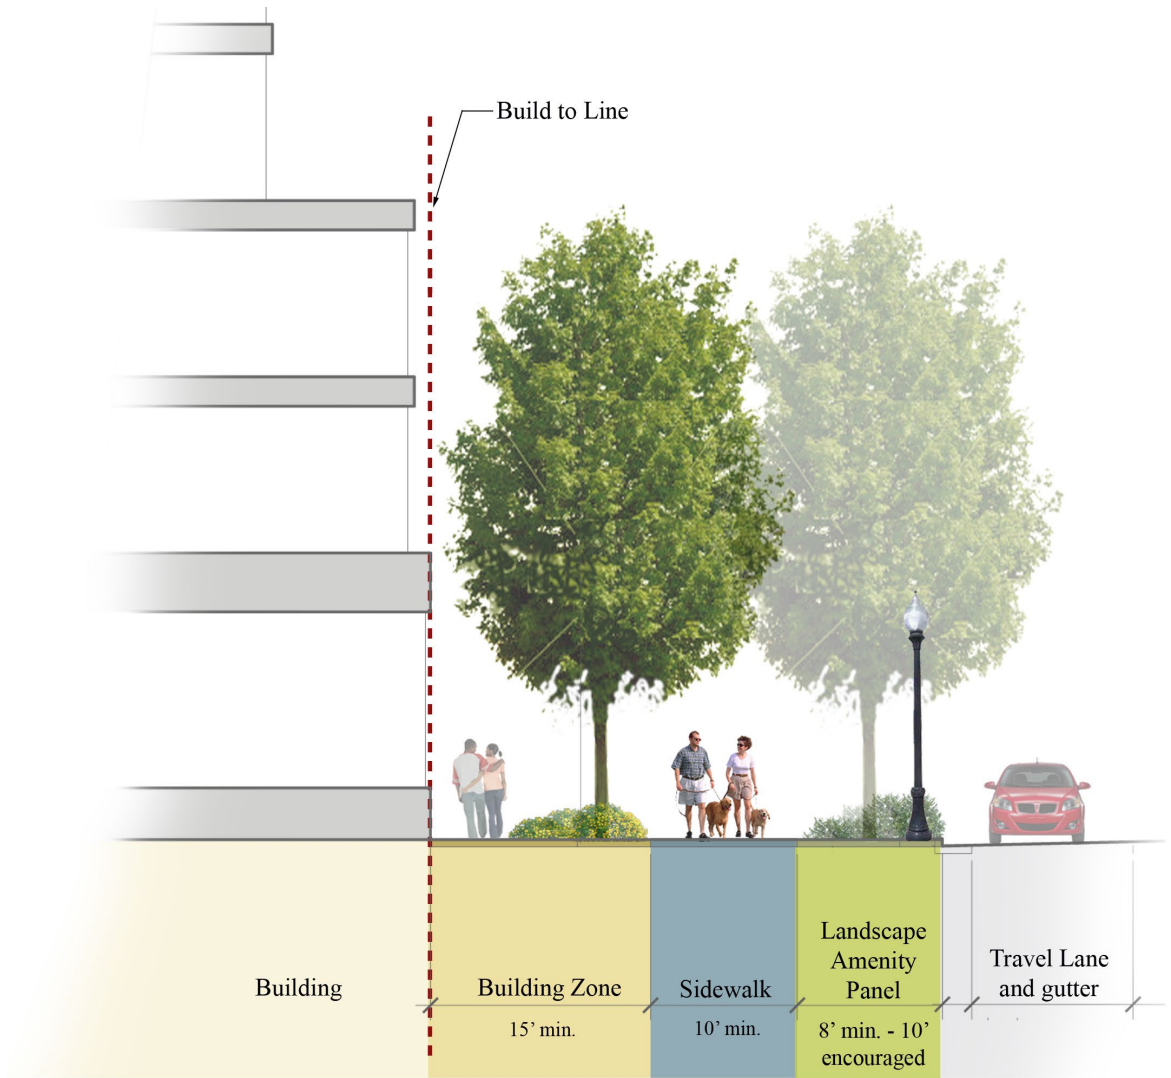 Build to Line
Building
Building Zone
15’ min.
Sidewalk
10’ min.
Landscape
Amenity
Panel
8’ min. - 10’
encouraged
Travel Lane
and gutter